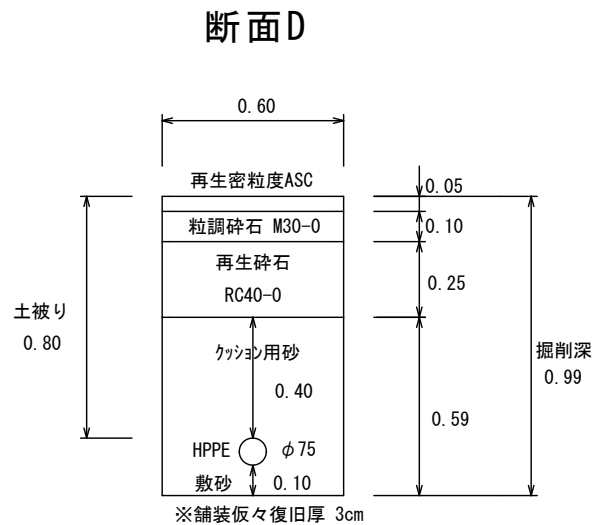 断面D
0.60
再生密粒度ASC
0.05
粒調砕石 M30-0
0.10
再生砕石
RC40-0
0.25
土被り
0.80
クッション用砂
0.40
掘削深
0.99
0.59
HPPE φ75
敷砂 0.10
※舗装仮々復旧厚 3cm